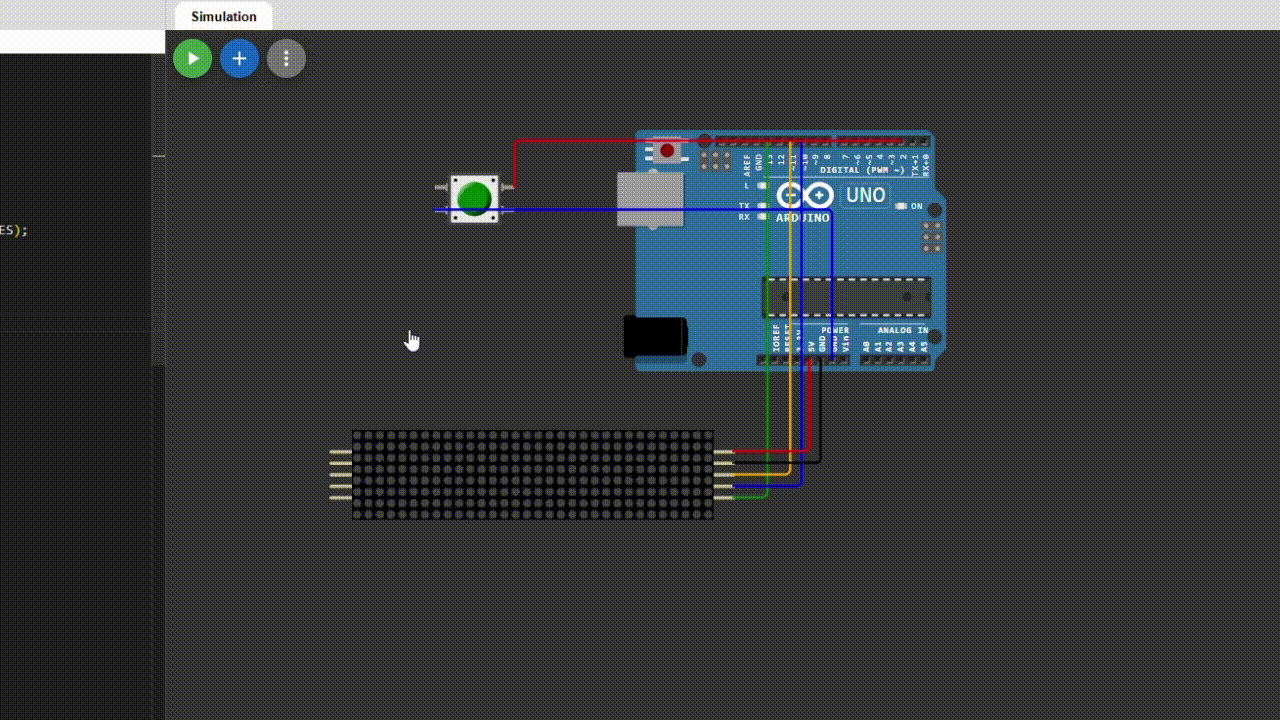 Simulation
ES);
AREF
GND
13
12
~11
~10
~9
8
7
~6
~5
4
~3
2
TX→1
RX←0
DIGITAL (PWM ~)
L
TX
RX
UNO
ON
ARDUINO
IOREF
RESET
3.3V
5V
GND
GND
Vin
POWER
ANALOG IN
A0
A1
A2
A3
A4
A5